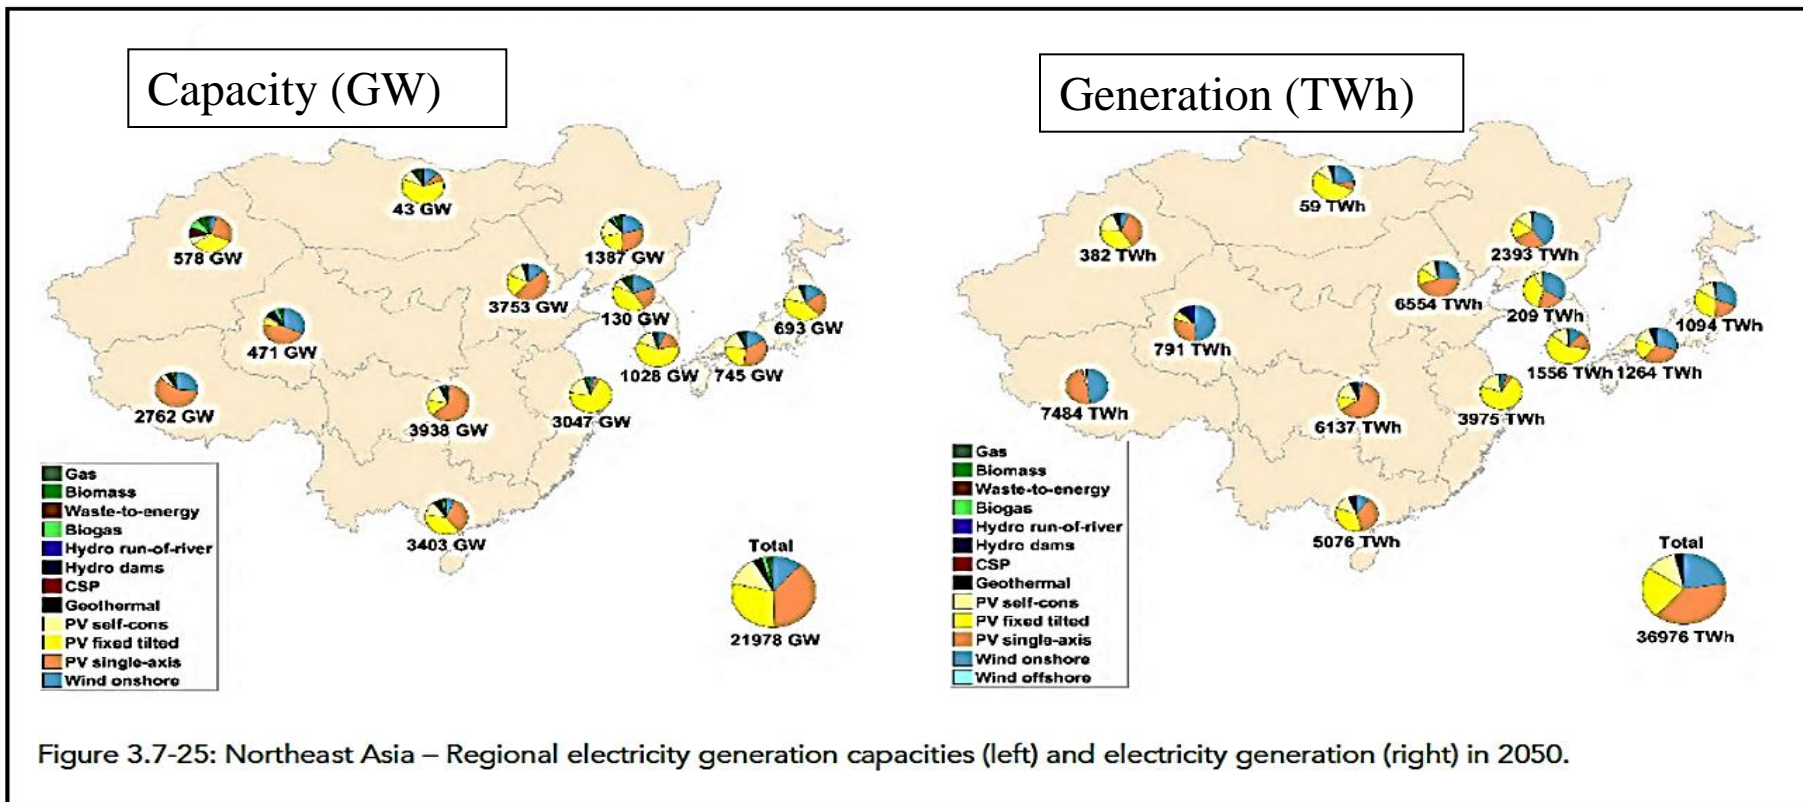 Capacity (GW)
43 GW
578 GW
1387 GW
3753 GW
130 GW
693 GW
471 GW
1028 GW
745 GW
2762 GW
3938 GW
3047 GW
3403 GW
Gas
Biomass
Waste-to-energy
Biogas
Hydro run-of-river
Hydro dams
CSP
Geothermal
PV self-cons
PV fixed tilted
PV single-axis
Wind onshore
Total
21978 GW
Generation (TWh)
59 TWh
382 TWh
2393 TWh
6554 TWh
209 TWh
1094 TWh
791 TWh
1556 TWh
1264 TWh
7484 TWh
6137 TWh
3975 TWh
5076 TWh
Gas
Biomass
Waste-to-energy
Biogas
Hydro run-of-river
Hydro dams
CSP
Geothermal
PV self-cons
PV fixed tilted
PV single-axis
Wind onshore
Wind offshore
Total
36976 TWh
Figure 3.7-25: Northeast Asia – Regional electricity generation capacities (left) and electricity generation (right) in 2050.